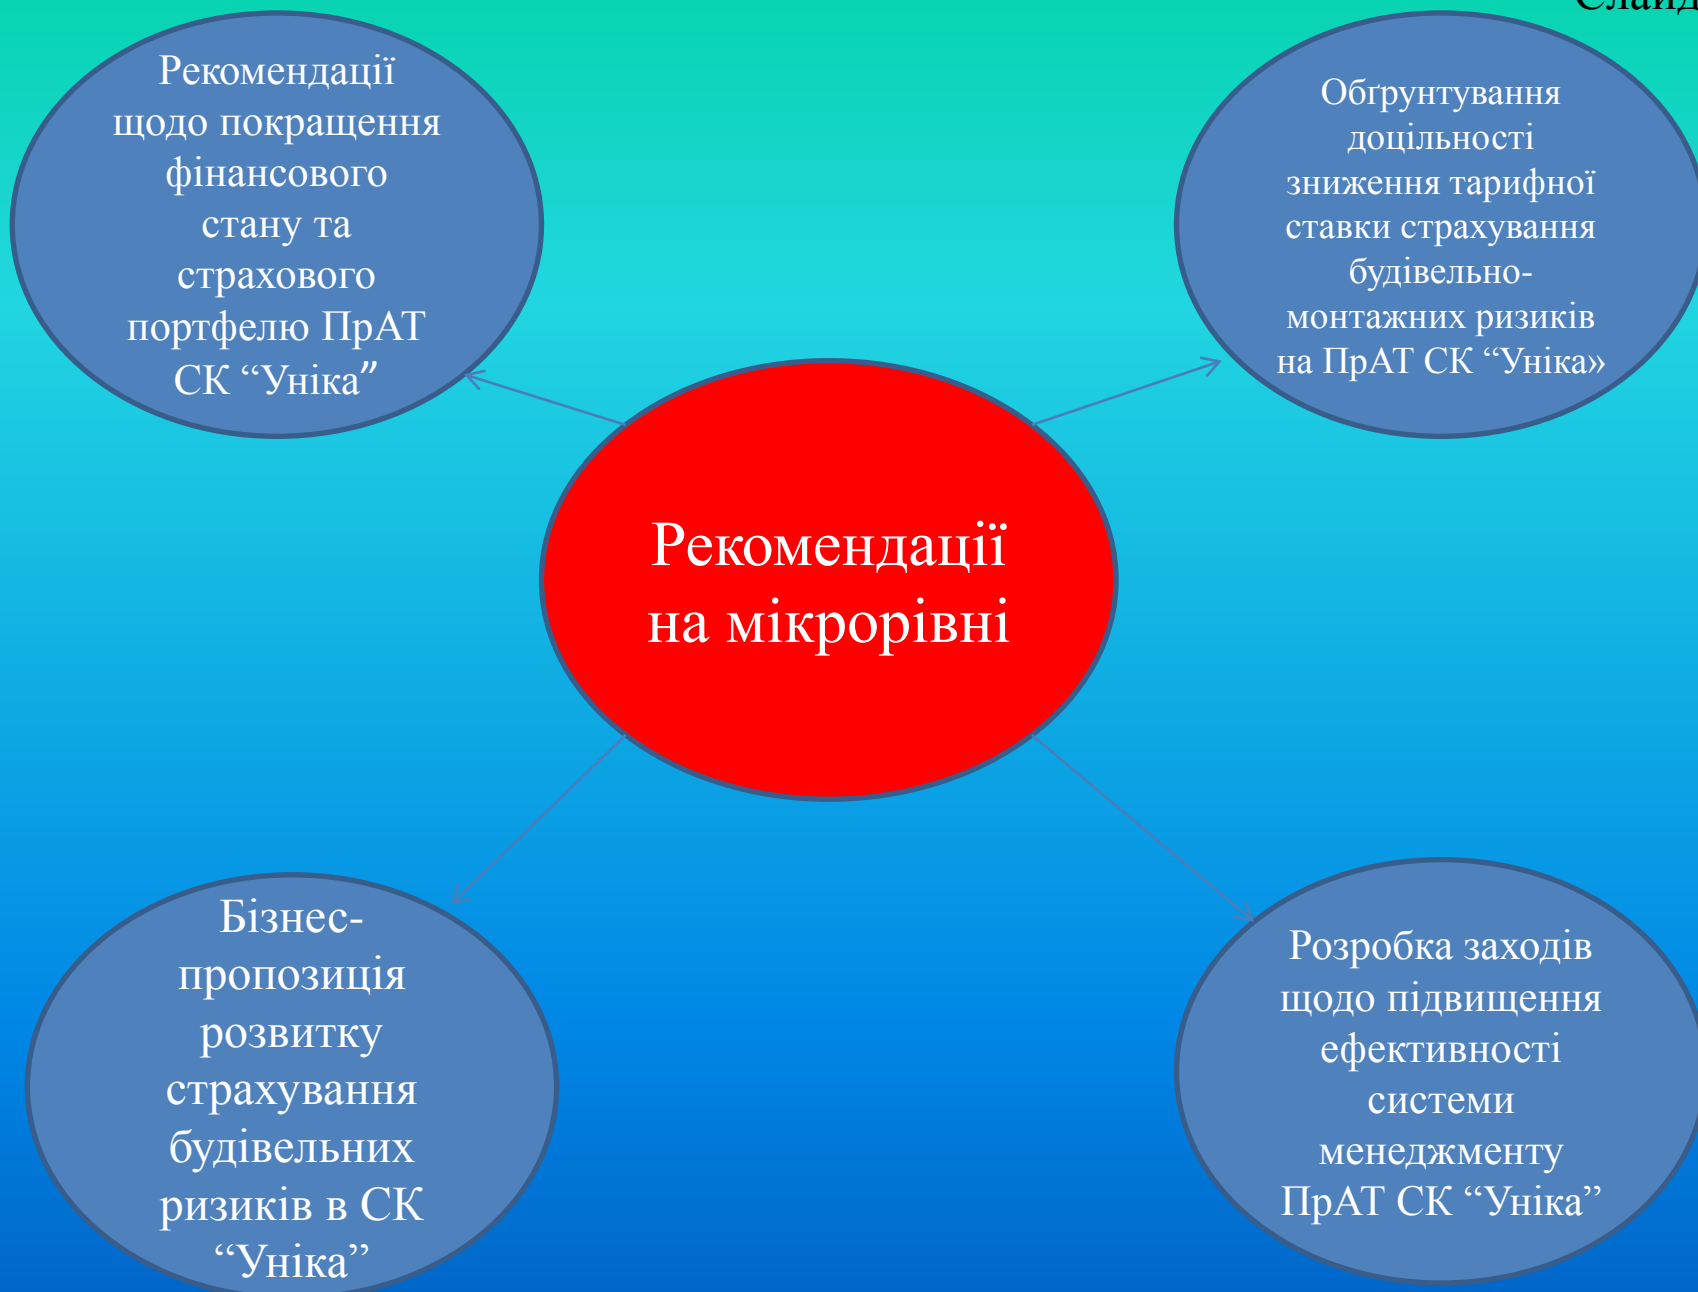 Слайд
Рекомендації
щодо покращення
фінансового
стану та
страхового
портфелю ПрАТ
СК “Уніка”
Обґрунтування
доцільності
зниження тарифної
ставки страхування
будівельно-
монтажних ризиків
на ПрАТ СК “Уніка»
Рекомендації
на мікрорівні
Бізнес-
пропозиція
розвитку
страхування
будівельних
ризиків в СК
“Уніка”
Розробка заходів
щодо підвищення
ефективності
системи
менеджменту
ПрАТ СК “Уніка”